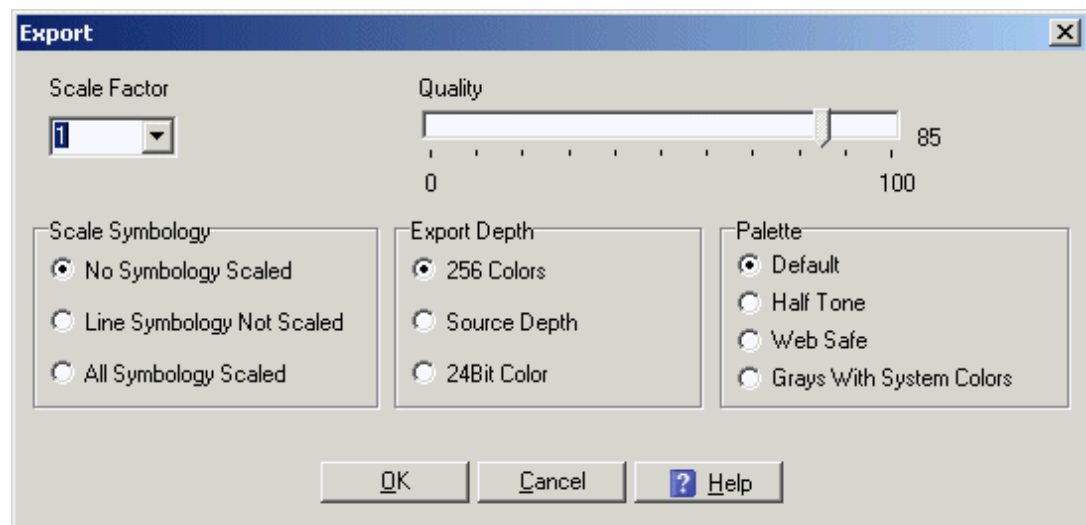 Export
Scale Factor
1
Quality
85
0 100
Scale Symbology
No Symbology Scaled
Line Symbology Not Scaled
All Symbology Scaled
Export Depth
256 Colors
Source Depth
24Bit Color
Palette
Default
Half Tone
Web Safe
Grays With System Colors
OK Cancel ? Help